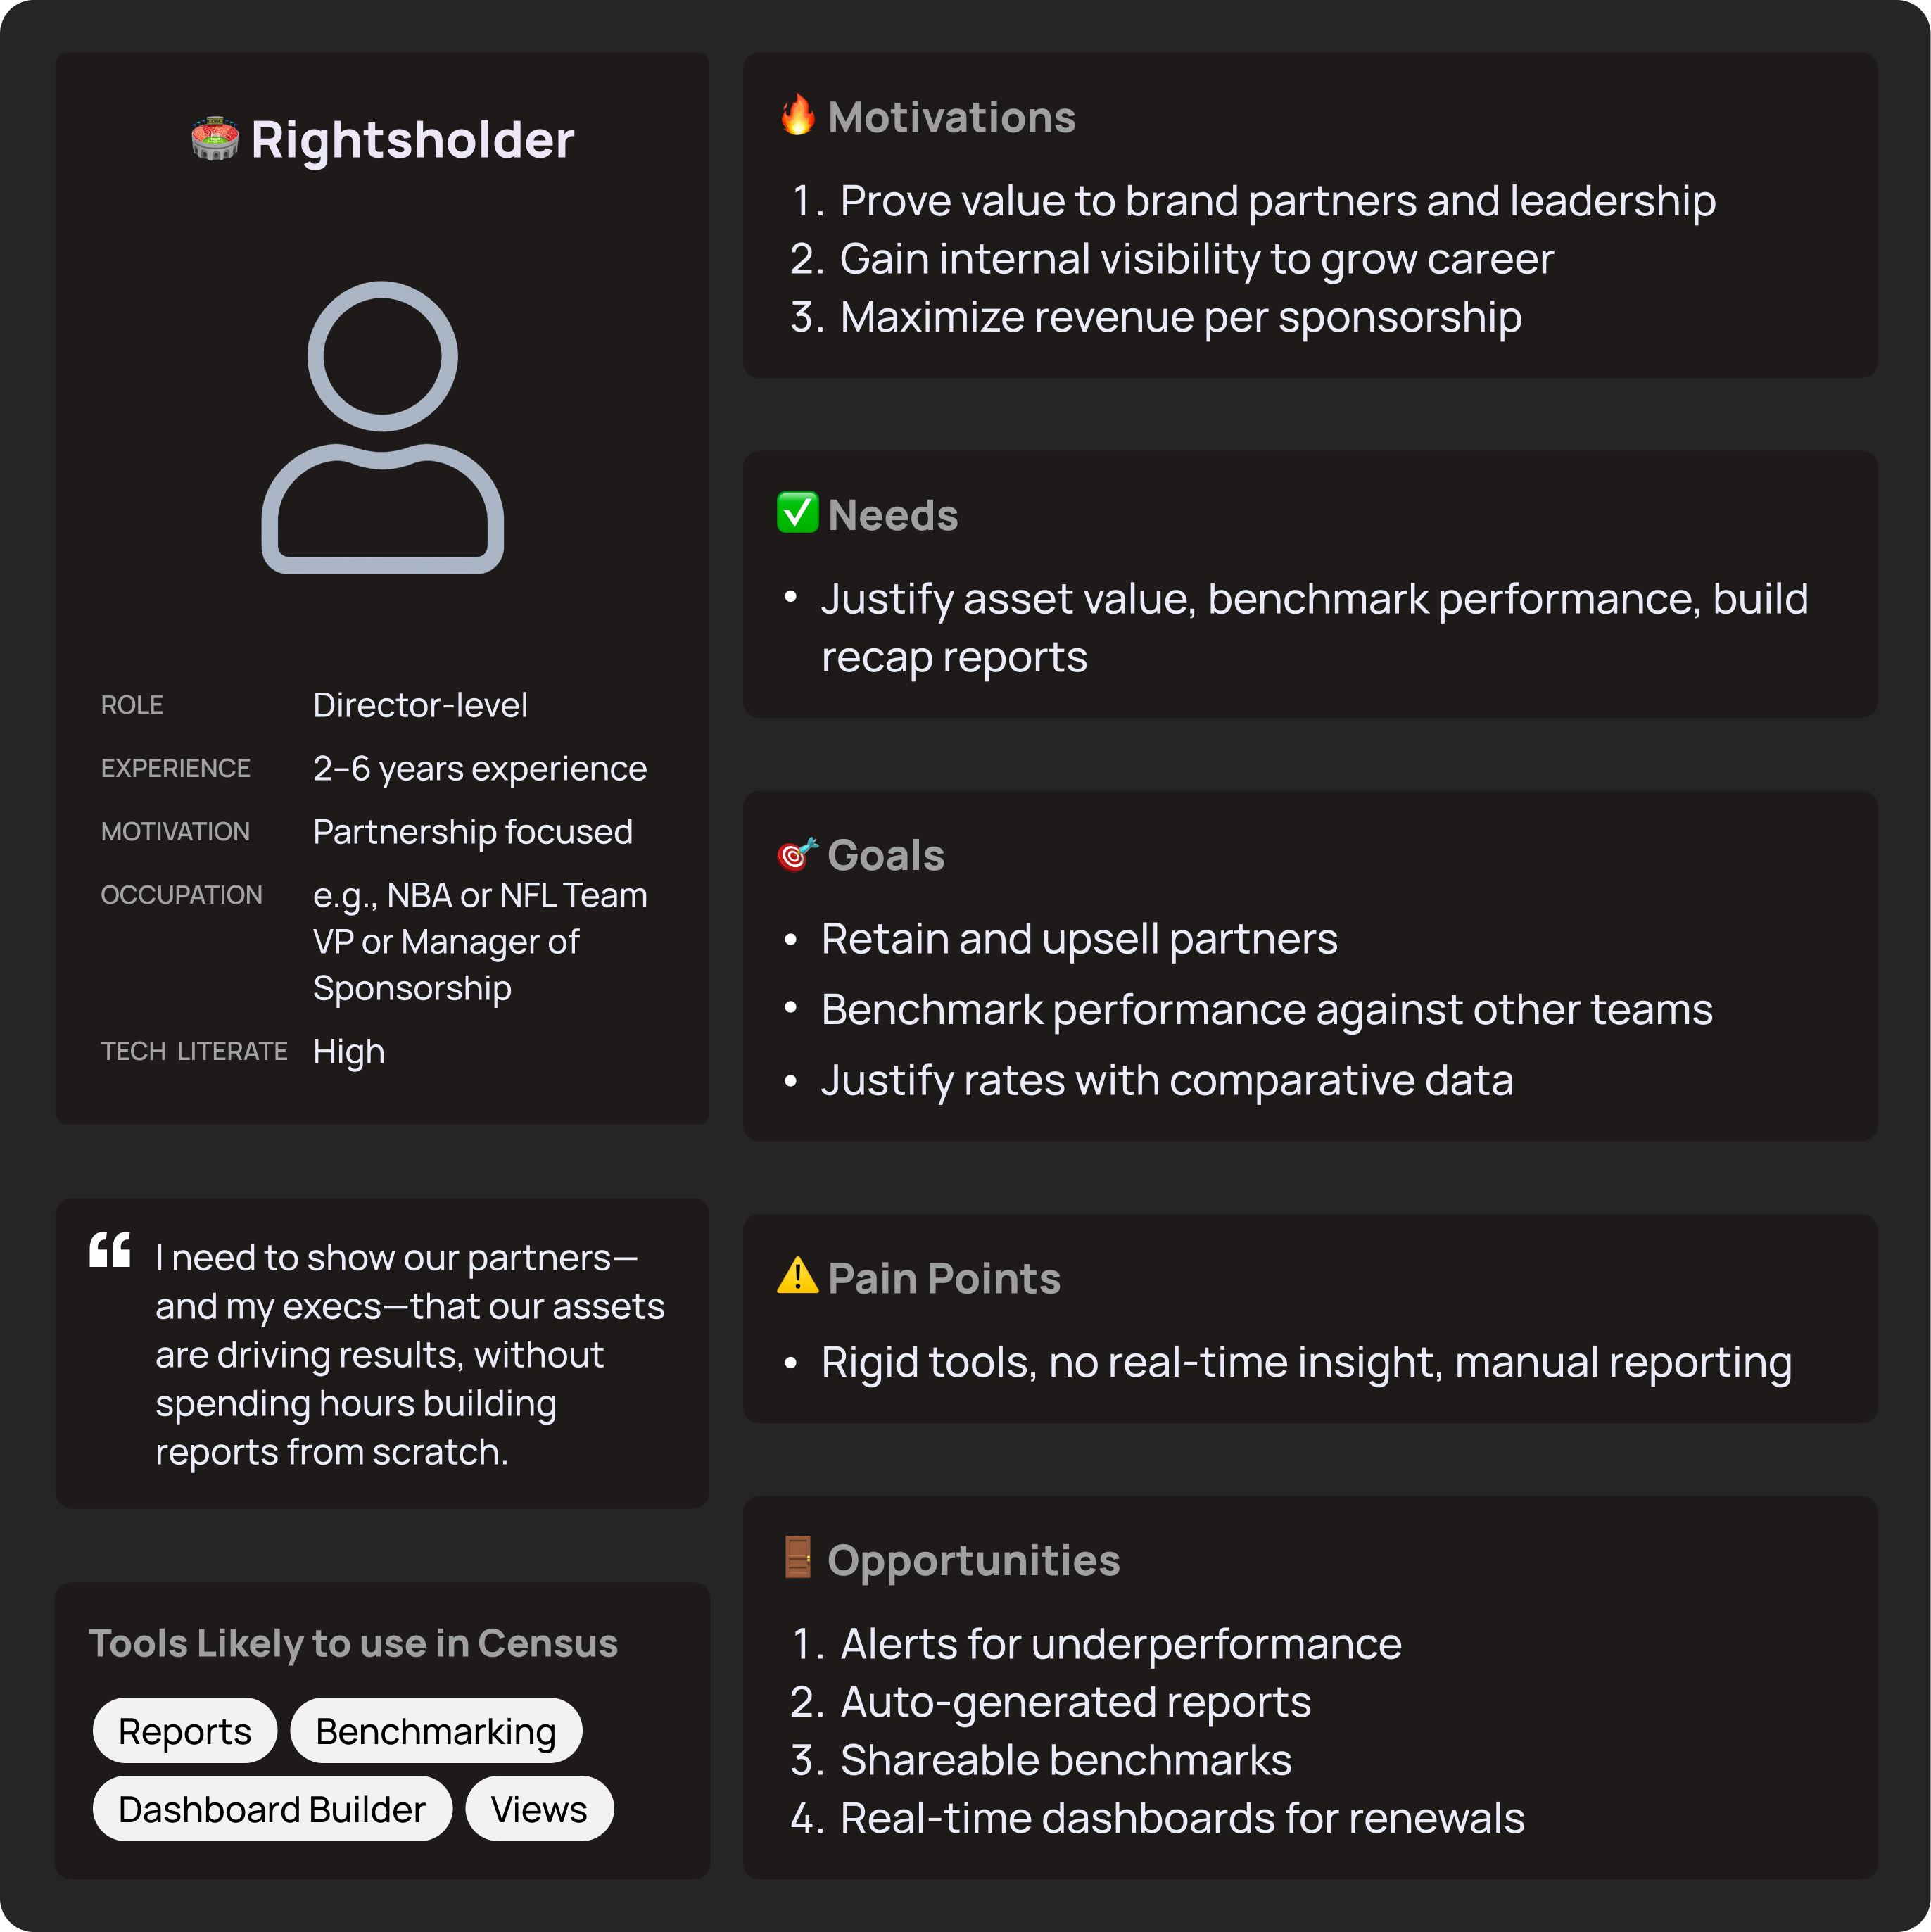 Rightsholder
ROLE Director-level
EXPERIENCE 2–6 years experience
MOTIVATION Partnership focused
OCCUPATION e.g., NBA or NFL Team
VP or Manager of
Sponsorship
TECH LITERATE High
“ I need to show our partners—
and my execs—that our assets
are driving results, without
spending hours building
reports from scratch.
Tools Likely to use in Census
Reports Benchmarking
Dashboard Builder Views
🔥 Motivations
1. Prove value to brand partners and leadership
2. Gain internal visibility to grow career
3. Maximize revenue per sponsorship
✅ Needs
• Justify asset value, benchmark performance, build
recap reports
🎯 Goals
• Retain and upsell partners
• Benchmark performance against other teams
• Justify rates with comparative data
⚠️ Pain Points
• Rigid tools, no real-time insight, manual reporting
🚪 Opportunities
1. Alerts for underperformance
2. Auto-generated reports
3. Shareable benchmarks
4. Real-time dashboards for renewals